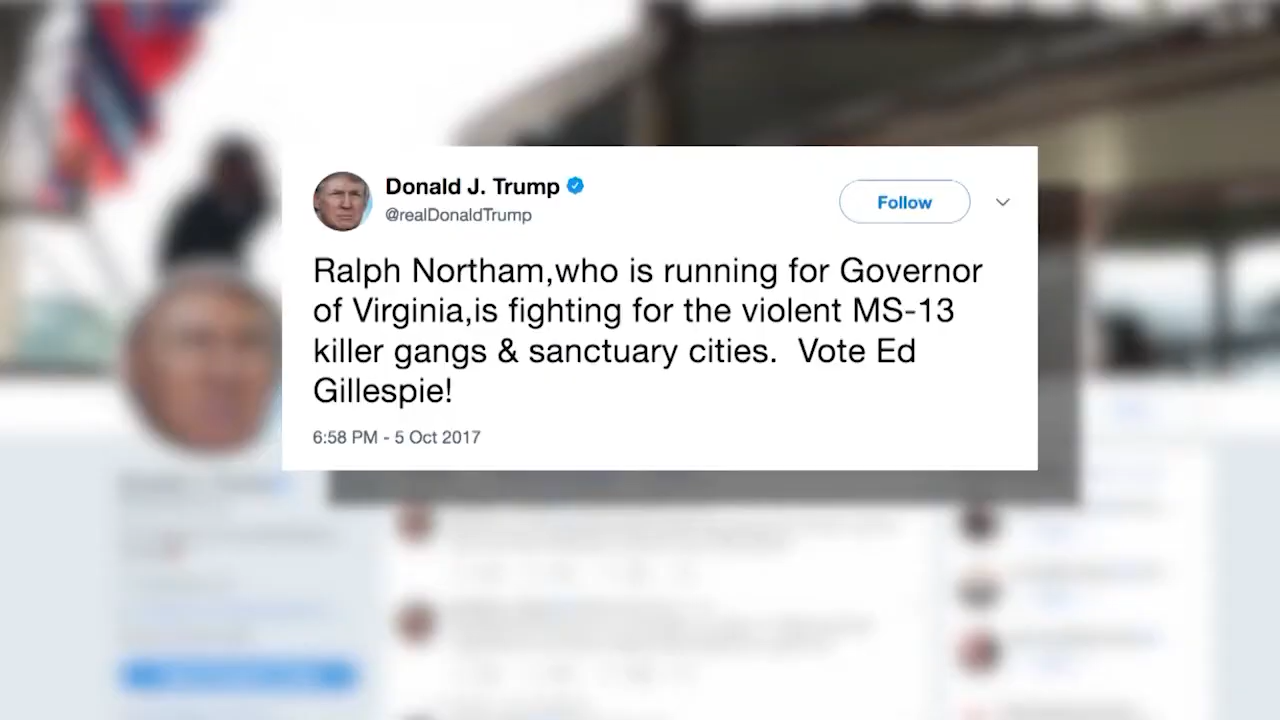 Donald J. Trump
@realDonaldTrump
Follow
Ralph Northam,who is running for Governor
of Virginia,is fighting for the violent MS-13
killer gangs & sanctuary cities.  Vote Ed
Gillespie!
6:58 PM - 5 Oct 2017